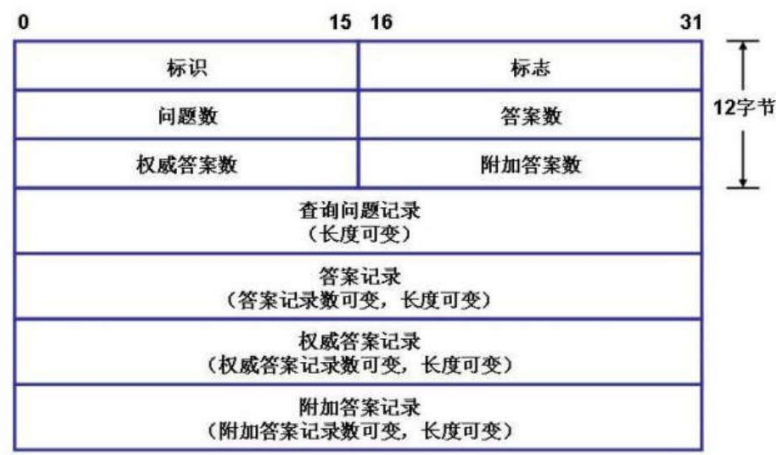 0 15 16 31
标识 标志
问题数 答案数
12字节
权威答案数 附加答案数
查询问题记录
（长度可变）
答案记录
（答案记录数可变，长度可变）
权威答案记录
（权威答案记录数可变，长度可变）
附加答案记录
（附加答案记录数可变，长度可变）